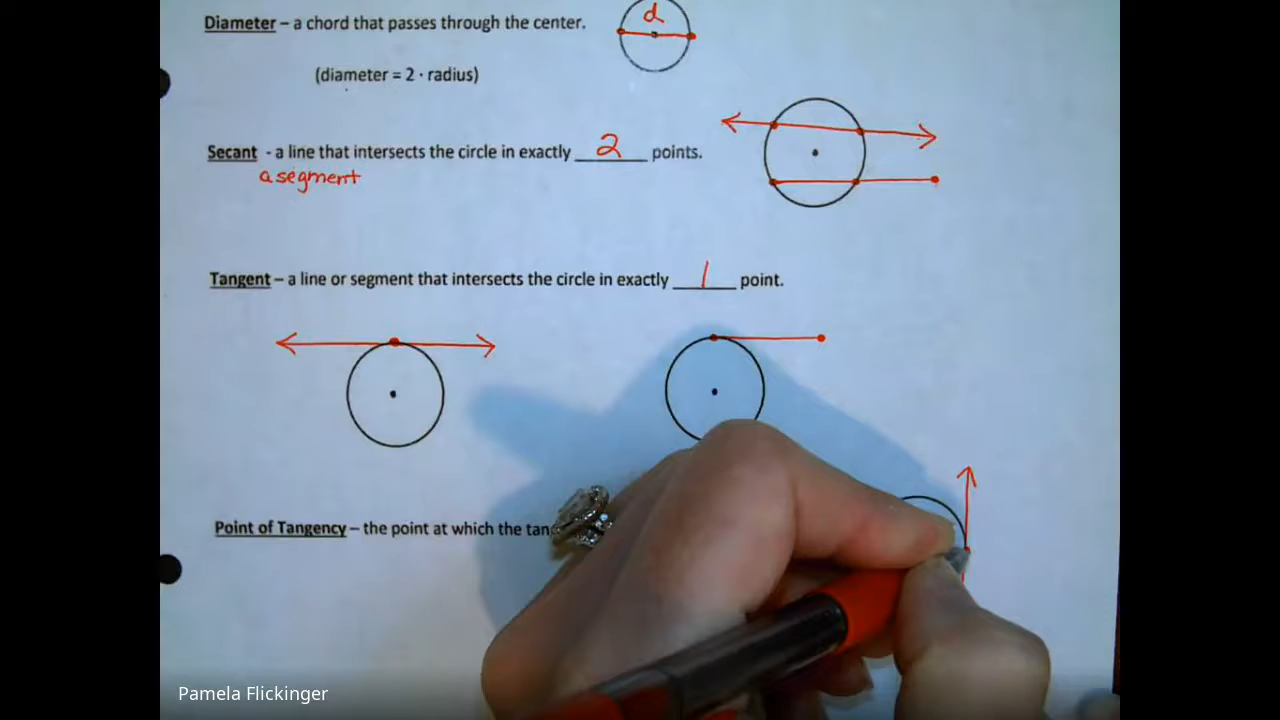 Diameter – a chord that passes through the center.
d
(diameter = 2 · radius)
Secant - a line that intersects the circle in exactly 2 points.
a segment
Tangent – a line or segment that intersects the circle in exactly 1 point.
Point of Tangency – the point at which the
Pamela Flickinger